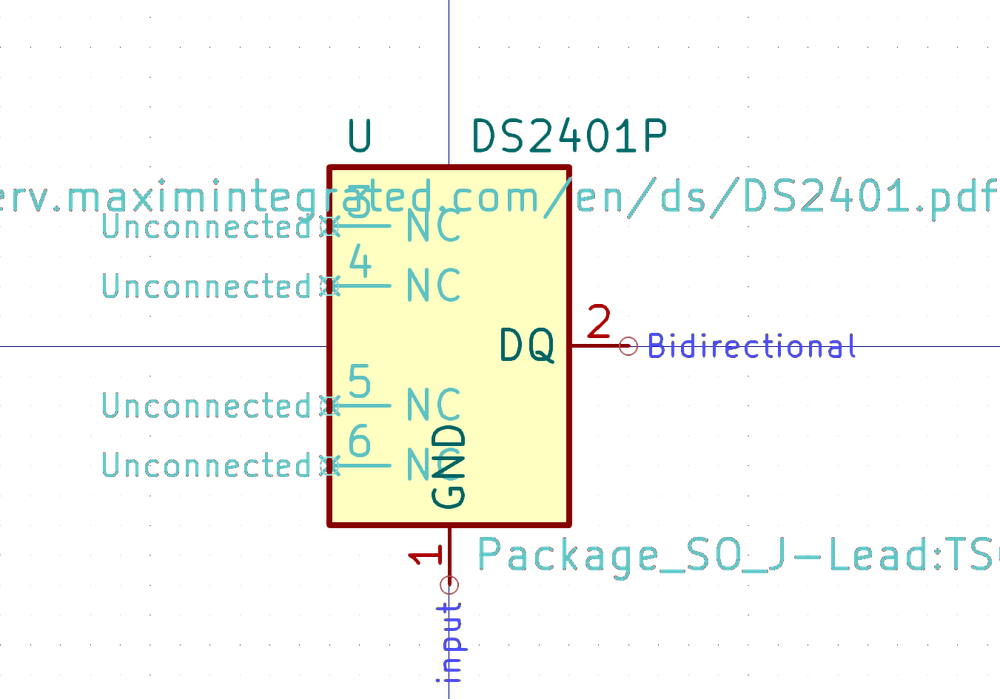 U DS2401P
erv.maximintegrated.com/en/ds/DS2401.pdf
3
Unconnected NC
4
Unconnected NC
2
DQ Bidirectional
5
Unconnected NC
6
Unconnected NC
GND
1
Package_SO_J-Lead:TS
input